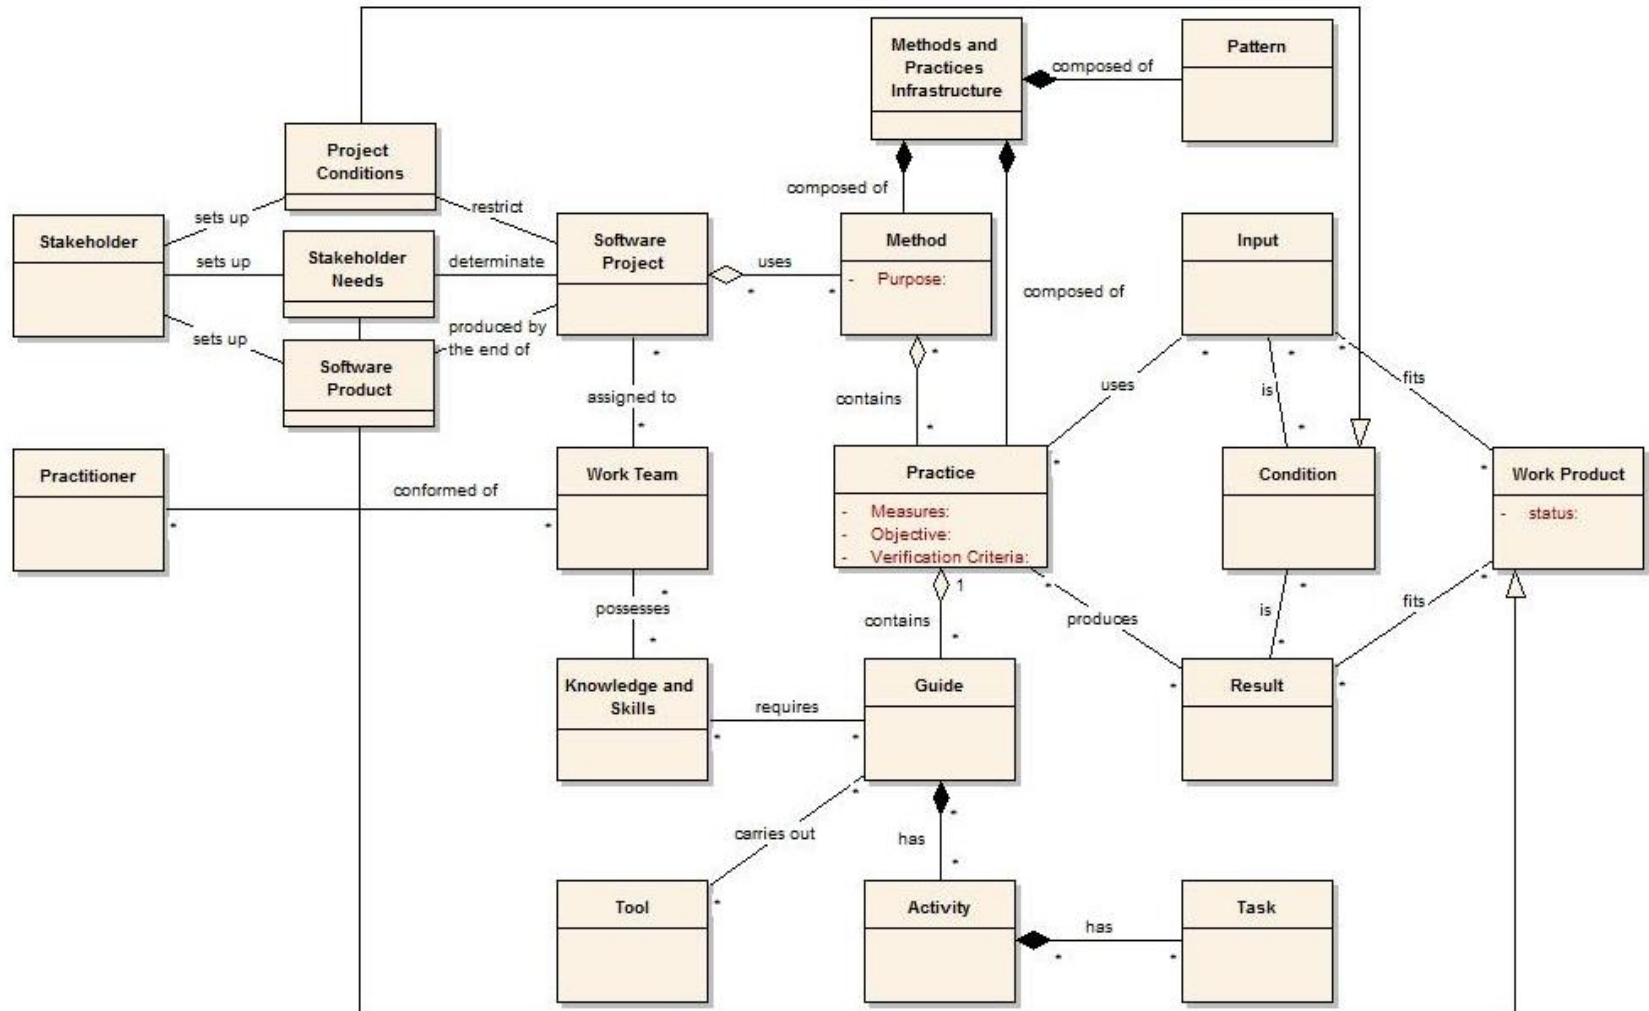 Methods and
Practices
Infrastructure
composed of
Pattern
Project
Conditions
composed of
sets up
restrict
Stakeholder
sets up
Stakeholder
Needs
determinate
Software
Project
uses
*
*
Method
- Purpose:
composed of
Input
sets up
Software
Product
produced by
the end of
*
assigned to
*
*
contains
*
uses
*
*
is
*
*
*
fits
*
Practitioner
*
conformed of
*
Work Team
Practice
- Measures:
- Objective:
- Verification Criteria:
Condition
Work Product
- status:
*
possesses
*
1
contains
*
*
produces
*
*
is
*
*
fits
*
Knowledge and
Skills
*
requires
*
Guide
Result
*
carries out
*
*
has
*
Tool
Activity
*
has
*
Task